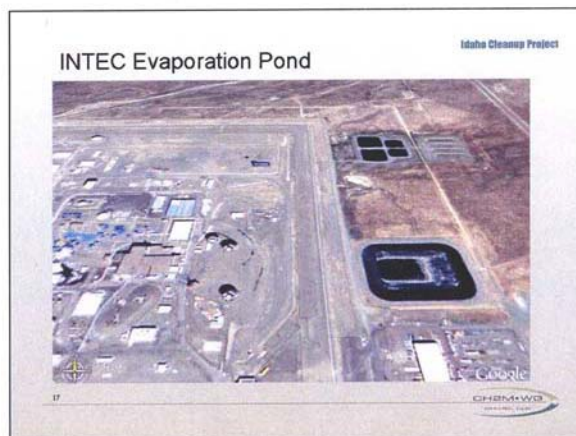 Idaho Cleanup Project
INTEC Evaporation Pond
Google
17
CH2M•WG